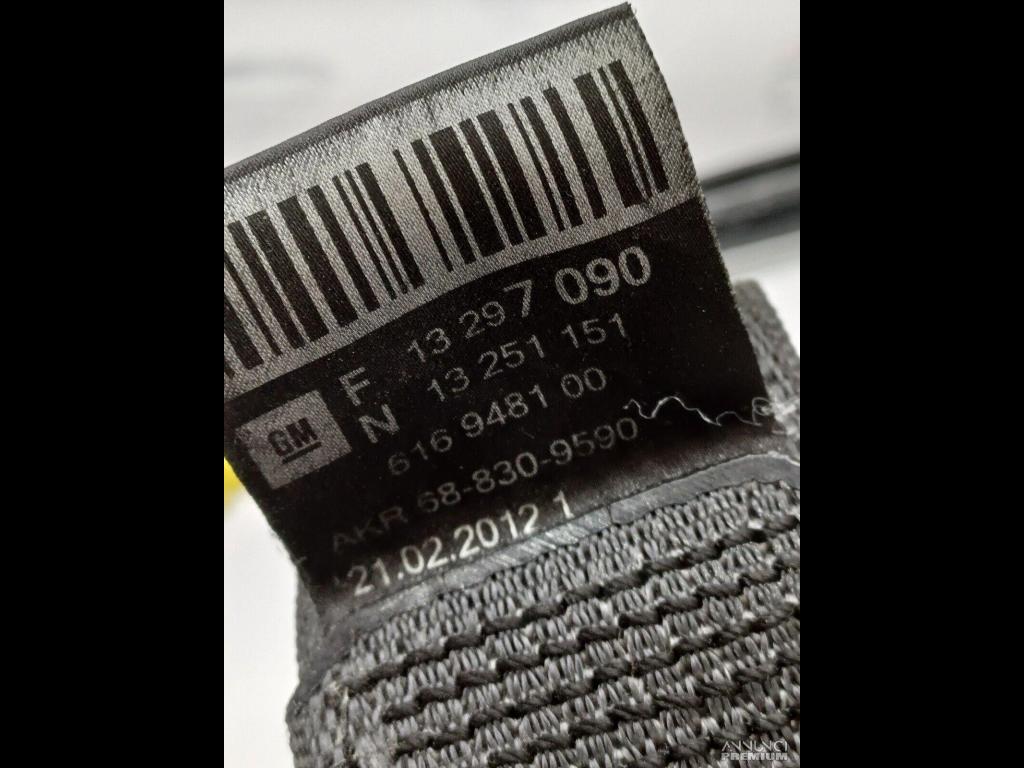 F 13 297 090
GM N 13 251 151
616 9481 00
AKR 68-830-9590
21.02.2012 1
ANNUNCI
PREMIUM